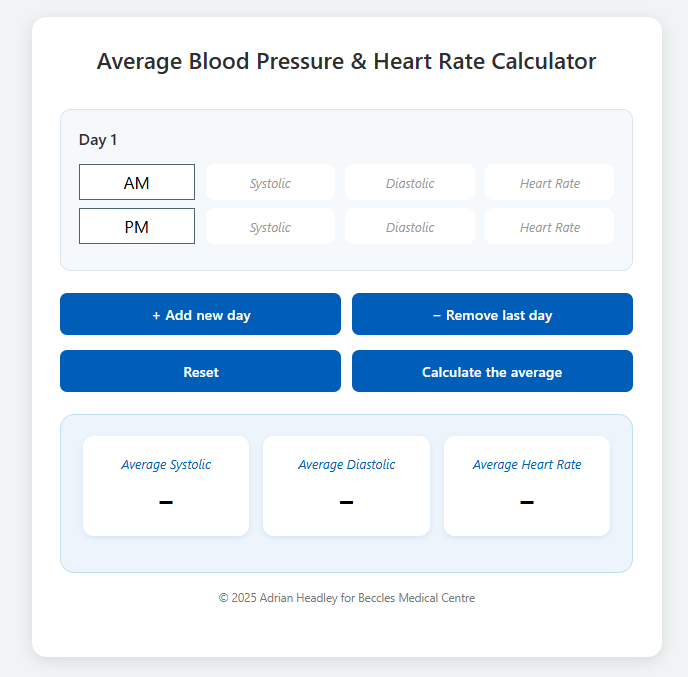 Average Blood Pressure & Heart Rate Calculator
Day 1
AM Systolic Diastolic Heart Rate
PM Systolic Diastolic Heart Rate
+ Add new day – Remove last day
Reset Calculate the average
Average Systolic Average Diastolic Average Heart Rate
– – –
© 2025 Adrian Headley for Beccles Medical Centre